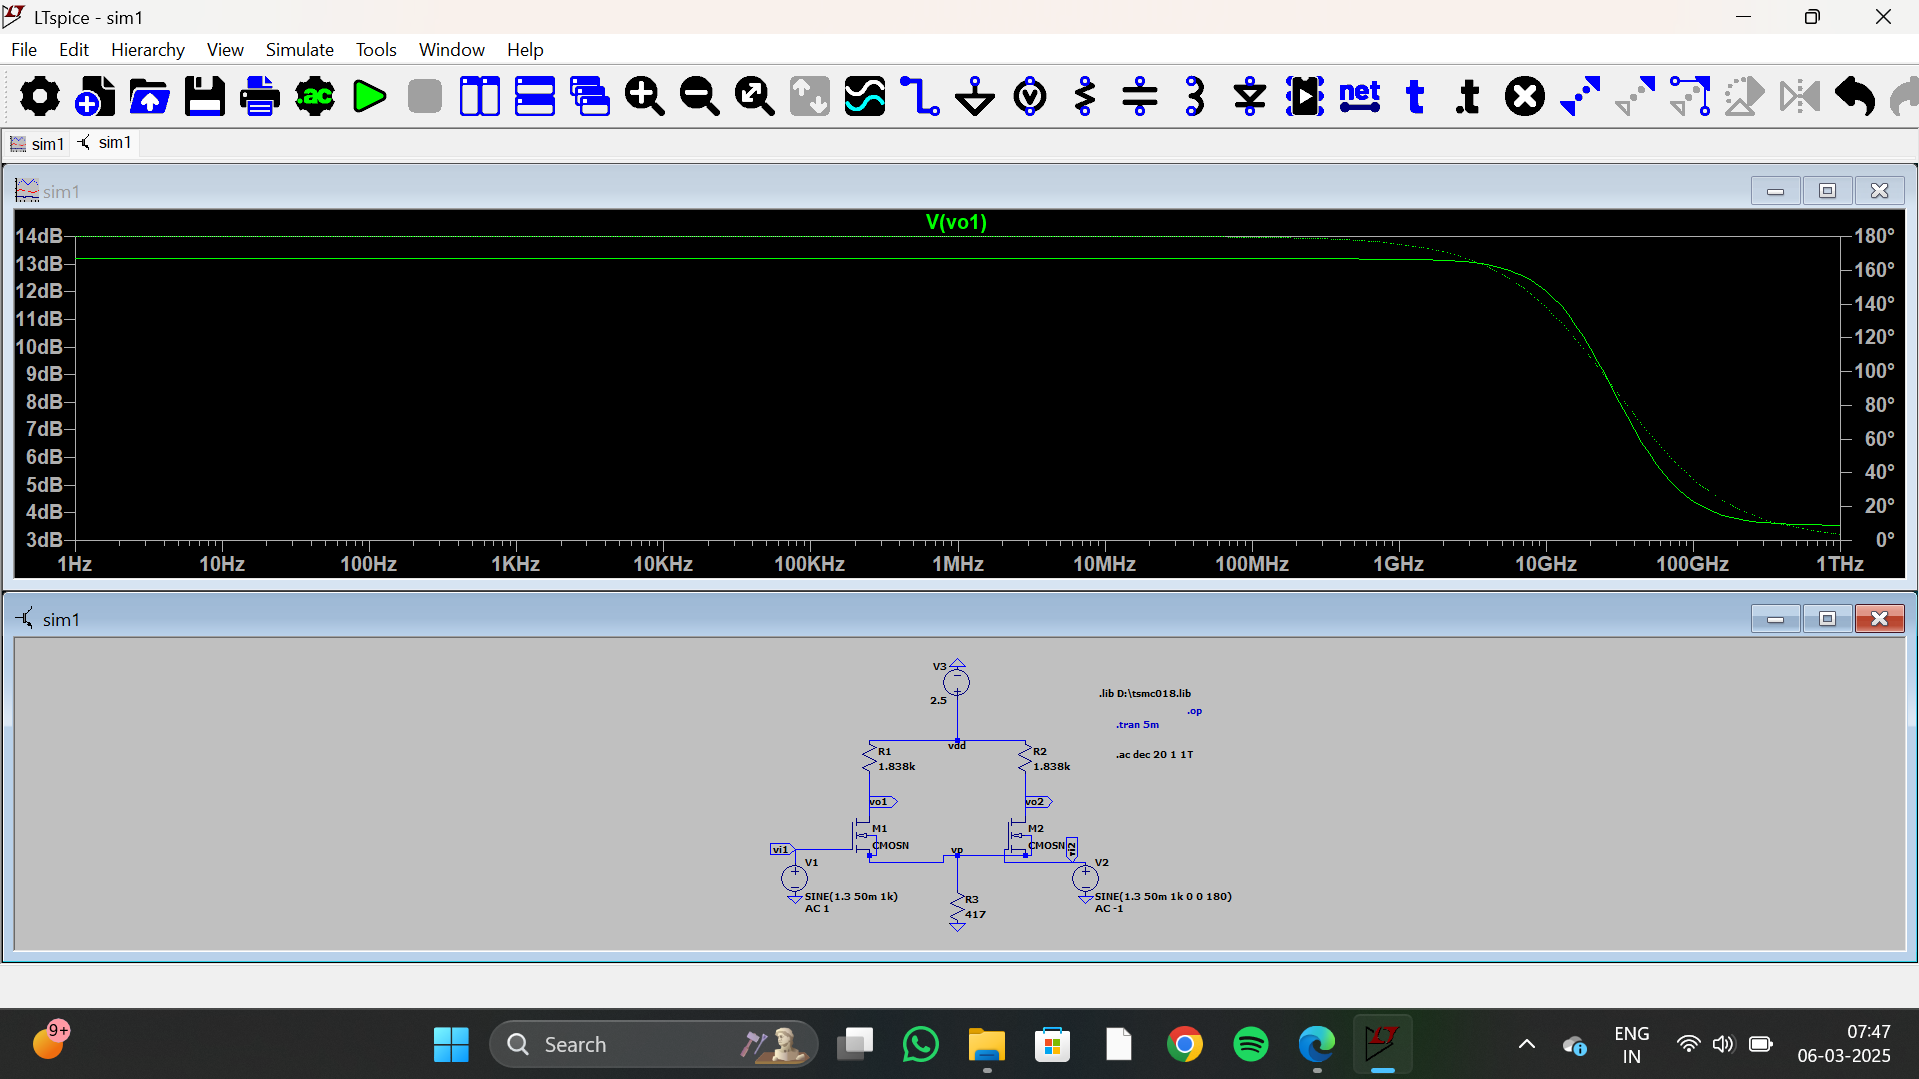 LTspice - sim1
File Edit Hierarchy View Simulate Tools Window Help
.ac net t .t
sim1 sim1
sim1
V(vo1)
14dB 180°
13dB 160°
12dB 140°
11dB 120°
10dB 100°
9dB 80°
8dB 60°
7dB 40°
6dB 20°
5dB 0°
4dB
3dB
1Hz 10Hz 100Hz 1KHz 10KHz 100KHz 1MHz 10MHz 100MHz 1GHz 10GHz 100GHz 1THz
sim1
V3
2.5
.lib D:\tsmc018.lib
.op
.tran 5m
.ac dec 20 1 1T
vdd
R1
1.838k
R2
1.838k
vo1
vo2
M1
CMOSN
M2
CMOSN
vi1
vp
vi2
V1
SINE(1.3 50m 1k)
AC 1
V2
SINE(1.3 50m 1k 0 0 180)
AC -1
R3
417
9+
Search
ENG
IN
07:47
06-03-2025